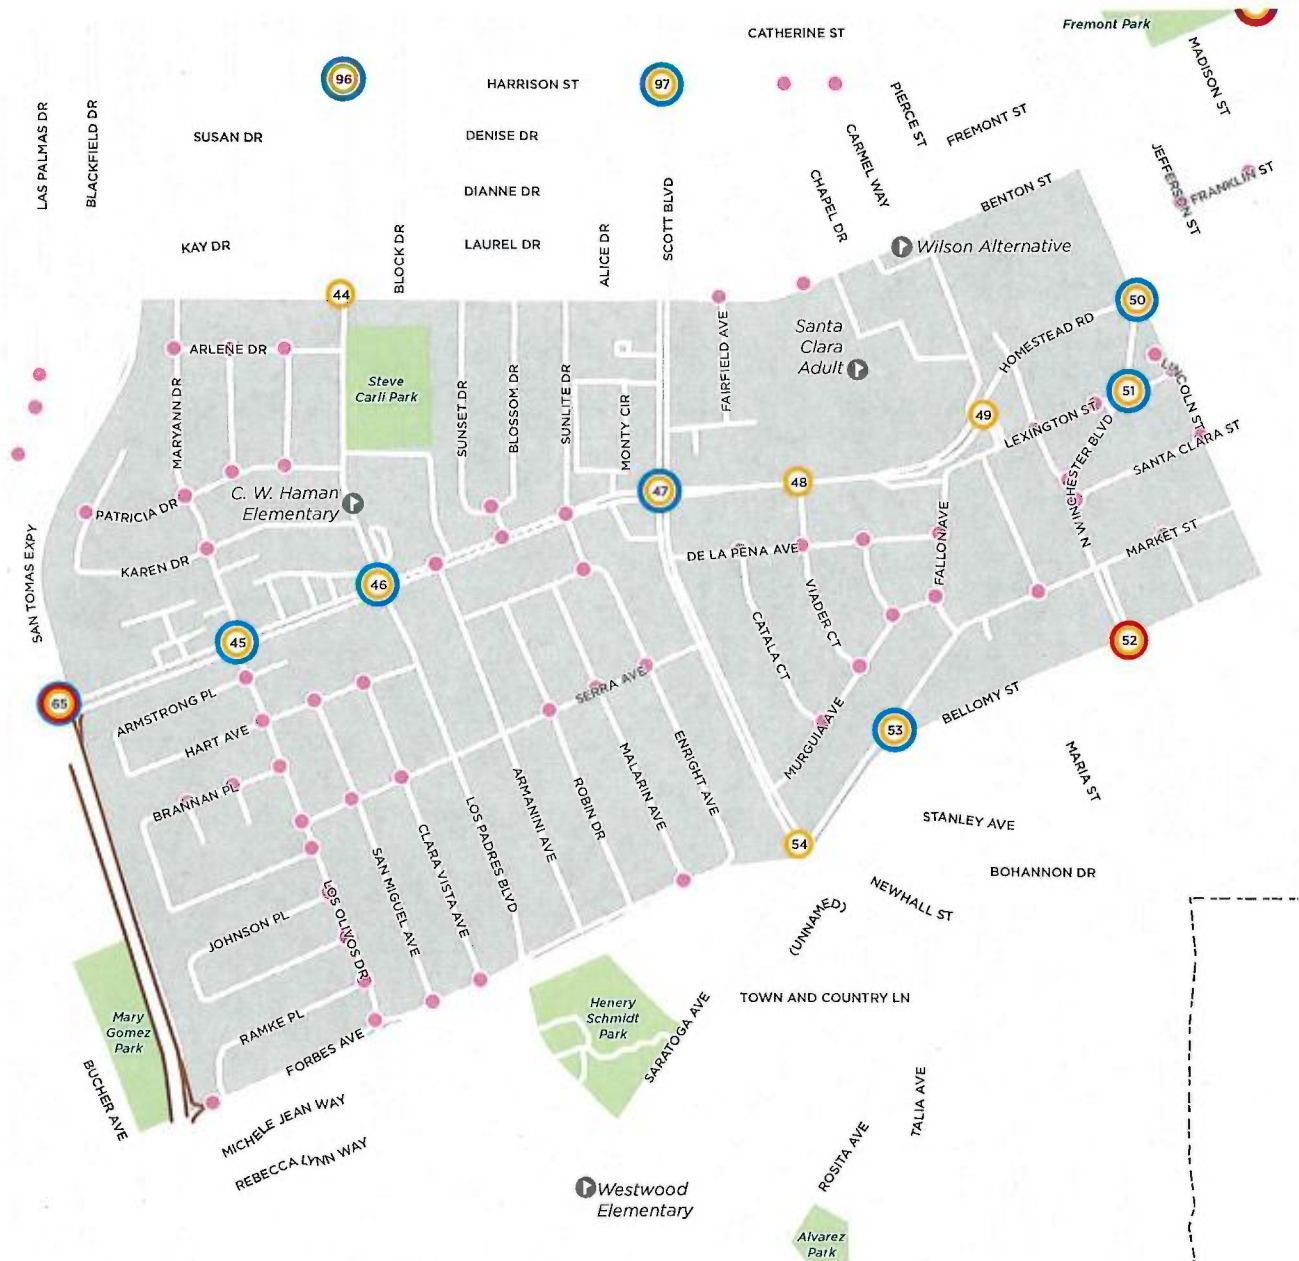 Fremont Park
CATHERINE ST
MADISON ST
96
HARRISON ST
97
LAS PALMAS DR
BLACKFIELD DR
PIERCE ST
FREMONT ST
SUSAN DR
DENISE DR
CARMEL WAY
JEFFERSON ST
FRANKLIN ST
DIANNE DR
SCOTT BLVD
CHAPEL DR
BENTON ST
KAY DR
BLOCK DR
LAUREL DR
ALICE DR
Wilson Alternative
44
50
ARLENE DR
Santa
Clara
Adult
HOMESTEAD RD
FAIRFIELD AVE
Steve
Carli Park
MARYANN DR
SUNSET DR
BLOSSOM DR
SUNLITE DR
MONTY CIR
49
51
LINCOLN ST
LEXINGTON ST
N WINCHESTER BLVD
SANTA CLARA ST
47
48
C. W. Haman
Elementary
PATRICIA DR
KAREN DR
SAN TOMAS EXPY
DE LA PENA AVE
FALLON AVE
MARKET ST
46
VIADER CT
CATALA CT
45
52
65
ARMSTRONG PL
HART AVE
SERRA AVE
MURGUIA AVE
53
BELLOMY ST
BRANNAN PL
ENRIGHT AVE
MALARIN AVE
ROBIN DR
ARMANINI AVE
LOS PADRES BLVD
CLARA VISTA AVE
SAN MIGUEL AVE
LOS OLIVOS DR
MARIA ST
54
STANLEY AVE
BOHANNON DR
NEWHALL ST
(UNNAMED)
JOHNSON PL
TOWN AND COUNTRY LN
Henery
Schmidt
Park
SARATOGA AVE
Mary
Gomez
Park
RAMKE PL
FORBES AVE
BUCHER AVE
MICHELE JEAN WAY
REBECCA LYNN WAY
TALIA AVE
ROSITA AVE
Westwood
Elementary
Alvarez
Park